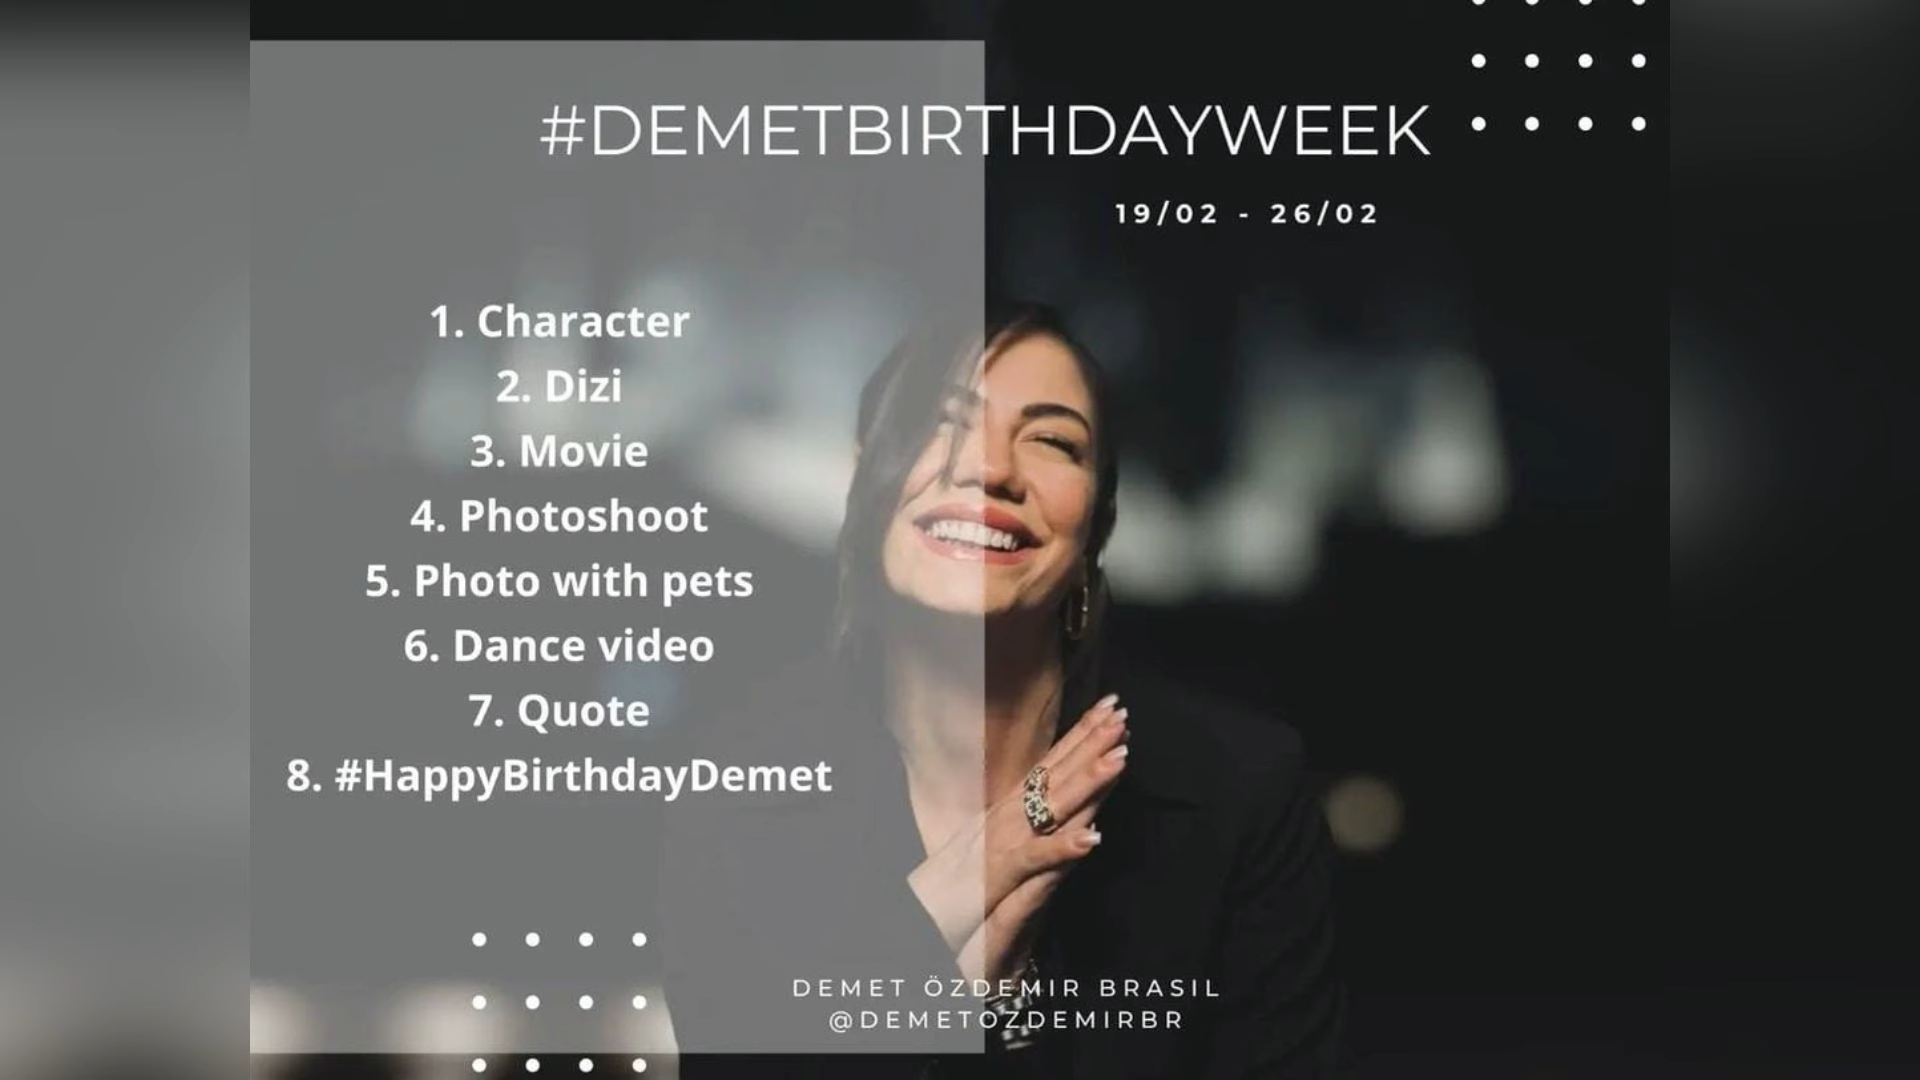 #DEMETBIRTHDAYWEEK
19/02 - 26/02
1. Character
2. Dizi
3. Movie
4. Photoshoot
5. Photo with pets
6. Dance video
7. Quote
8. #HappyBirthdayDemet
DEMET ÖZDEMIR BRASIL
@DEMETOZDEMIRBR